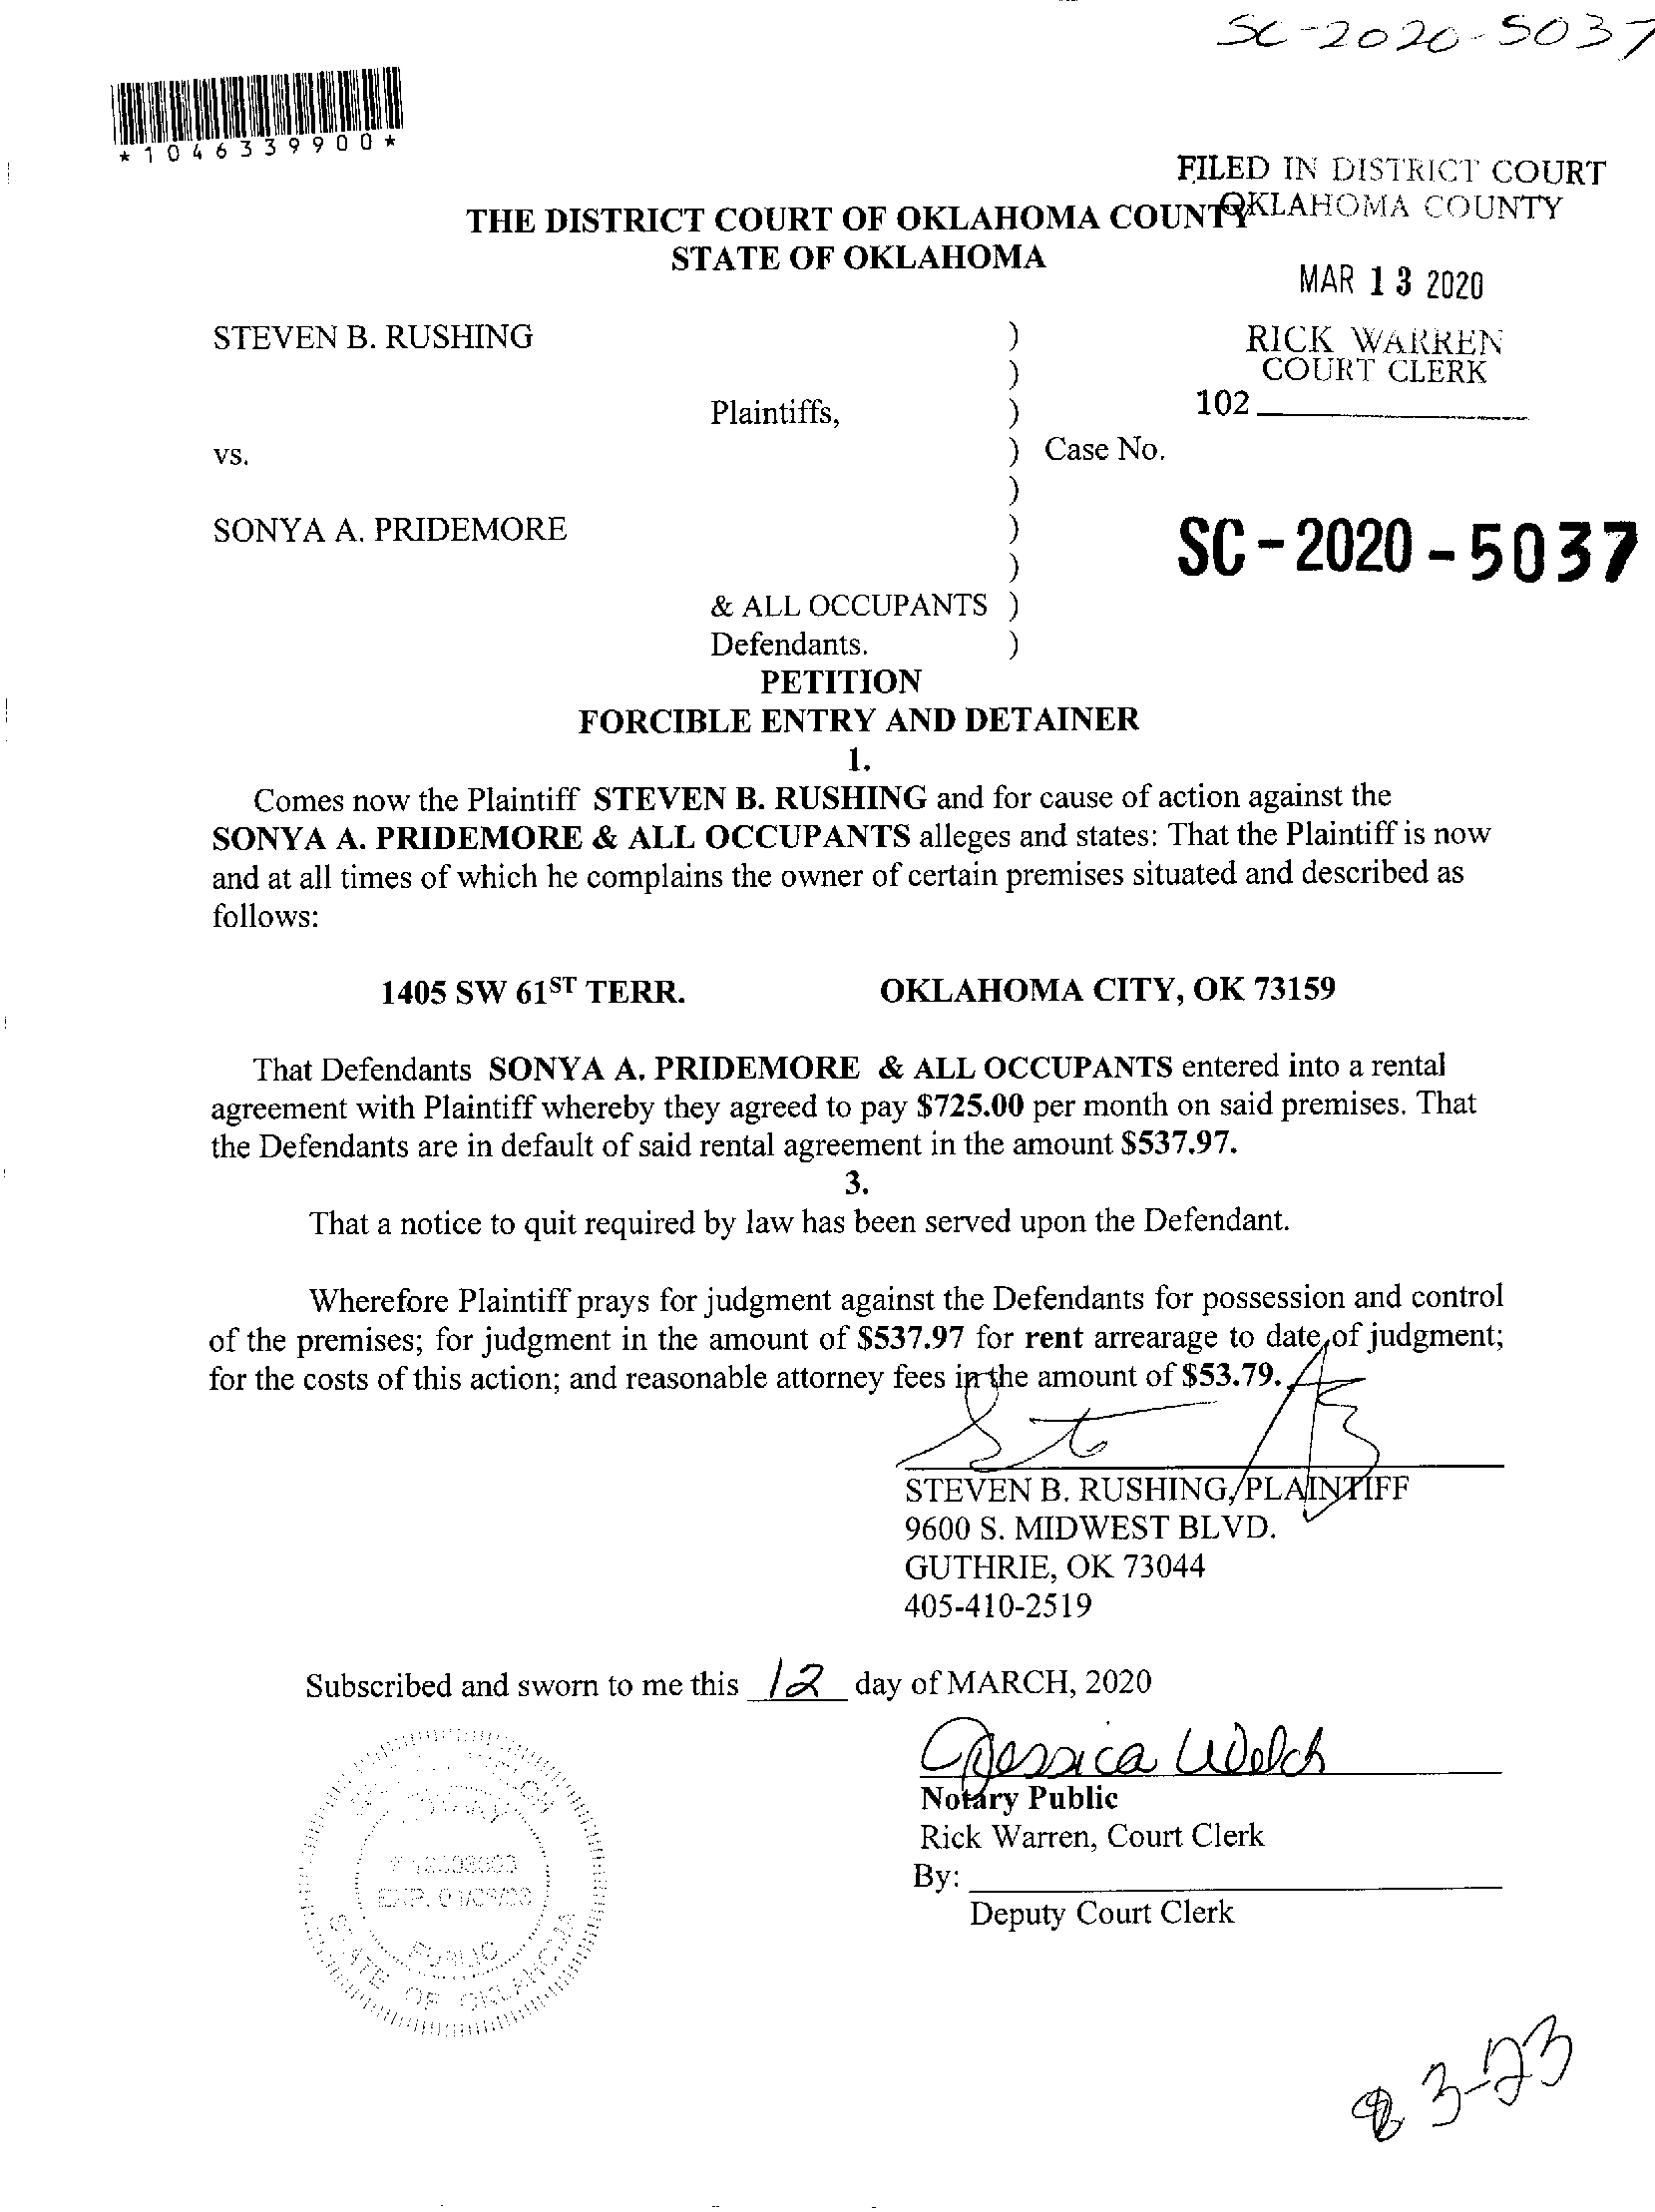 SC-2020-5037
*1046339900*
FILED IN DISTRICT COURT
OKLAHOMA COUNTY
THE DISTRICT COURT OF OKLAHOMA COUNTY
STATE OF OKLAHOMA
MAR 13 2020
STEVEN B. RUSHING )
RICK WARREN
COURT CLERK
)
102
Plaintiffs, )
vs. ) Case No.
)
SONYA A. PRIDEMORE )
SC-2020-5037
)
& ALL OCCUPANTS )
Defendants. )
PETITION
FORCIBLE ENTRY AND DETAINER
1.
Comes now the Plaintiff STEVEN B. RUSHING and for cause of action against the
SONYA A. PRIDEMORE & ALL OCCUPANTS alleges and states: That the Plaintiff is now
and at all times of which he complains the owner of certain premises situated and described as
follows:
1405 SW 61ST TERR. OKLAHOMA CITY, OK 73159
That Defendants SONYA A. PRIDEMORE & ALL OCCUPANTS entered into a rental
agreement with Plaintiff whereby they agreed to pay $725.00 per month on said premises. That
the Defendants are in default of said rental agreement in the amount $537.97.
3.
That a notice to quit required by law has been served upon the Defendant.
Wherefore Plaintiff prays for judgment against the Defendants for possession and control
of the premises; for judgment in the amount of $537.97 for rent arrearage to date of judgment;
for the costs of this action; and reasonable attorney fees in the amount of $53.79.
STEVEN B. RUSHING, PLAINTIFF
9600 S. MIDWEST BLVD.
GUTHRIE, OK 73044
405-410-2519
Subscribed and sworn to me this 12 day of MARCH, 2020
Jessica Welch
Notary Public
Rick Warren, Court Clerk
By:
Deputy Court Clerk
PUBLIC
STATE OF OKLAHOMA
3-23